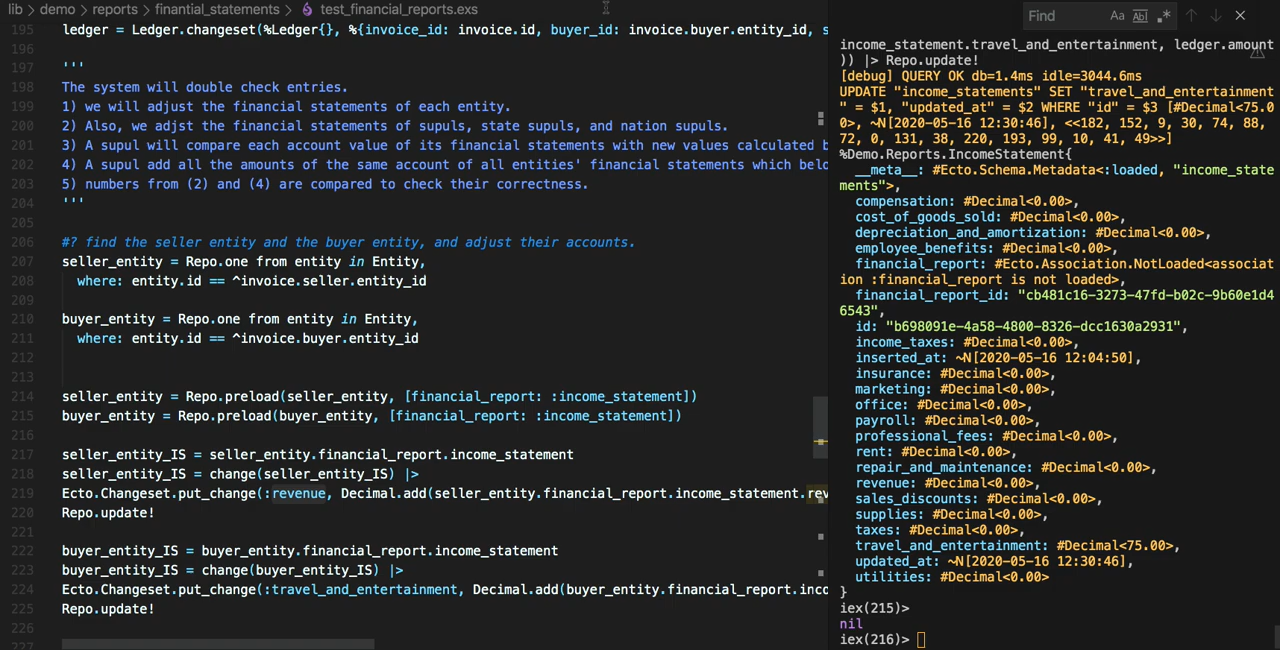 lib > demo > reports > finantial_statements > test_financial_reports.exs
195 ledger = Ledger.changeset(%Ledger{}, %{invoice_id: invoice.id, buyer_id: invoice.buyer.entity_id, s
196
197 '''
198 The system will double check entries.
199 1) we will adjust the financial statements of each entity.
200 2) Also, we adjst the financial statements of supuls, state supuls, and nation supuls.
201 3) A supul will compare each account value of its financial statements with new values calculated b
202 4) A supul add all the amounts of the same account of all entities' financial statements which belo
203 5) numbers from (2) and (4) are compared to check their correctness.
204 '''
205
206 #? find the seller entity and the buyer entity, and adjust their accounts.
207 seller_entity = Repo.one from entity in Entity,
208 where: entity.id == ^invoice.seller.entity_id
209
210 buyer_entity = Repo.one from entity in Entity,
211 where: entity.id == ^invoice.buyer.entity_id
212
213
214 seller_entity = Repo.preload(seller_entity, [financial_report: :income_statement])
215 buyer_entity = Repo.preload(buyer_entity, [financial_report: :income_statement])
216
217 seller_entity_IS = seller_entity.financial_report.income_statement
218 seller_entity_IS = change(seller_entity_IS) |>
219 Ecto.Changeset.put_change(:revenue, Decimal.add(seller_entity.financial_report.income_statement.rev
220 Repo.update!
221
222 buyer_entity_IS = buyer_entity.financial_report.income_statement
223 buyer_entity_IS = change(buyer_entity_IS) |>
224 Ecto.Changeset.put_change(:travel_and_entertainment, Decimal.add(buyer_entity.financial_report.inco
225 Repo.update!
226
227
Find Aa Abl .*
income_statement.travel_and_entertainment, ledger.amount
)) |> Repo.update!
[debug] QUERY OK db=1.4ms idle=3044.6ms
UPDATE "income_statements" SET "travel_and_entertainment
" = $1, "updated_at" = $2 WHERE "id" = $3 [#Decimal<75.0
0>, ~N[2020-05-16 12:30:46], <<182, 152, 9, 30, 74, 88,
72, 0, 131, 38, 220, 193, 99, 10, 41, 49>>]
%Demo.Reports.IncomeStatement{
__meta__: #Ecto.Schema.Metadata<:loaded, "income_state
ments">,
compensation: #Decimal<0.00>,
cost_of_goods_sold: #Decimal<0.00>,
depreciation_and_amortization: #Decimal<0.00>,
employee_benefits: #Decimal<0.00>,
financial_report: #Ecto.Association.NotLoaded<associat
ion :financial_report is not loaded>,
financial_report_id: "cb481c16-3273-47fd-b02c-9b60e1d4
6543",
id: "b698091e-4a58-4800-8326-dcc1630a2931",
income_taxes: #Decimal<0.00>,
inserted_at: ~N[2020-05-16 12:04:50],
insurance: #Decimal<0.00>,
marketing: #Decimal<0.00>,
office: #Decimal<0.00>,
payroll: #Decimal<0.00>,
professional_fees: #Decimal<0.00>,
rent: #Decimal<0.00>,
repair_and_maintenance: #Decimal<0.00>,
revenue: #Decimal<0.00>,
sales_discounts: #Decimal<0.00>,
supplies: #Decimal<0.00>,
taxes: #Decimal<0.00>,
travel_and_entertainment: #Decimal<75.00>,
updated_at: ~N[2020-05-16 12:30:46],
utilities: #Decimal<0.00>
}
iex(215)>
nil
iex(216)>